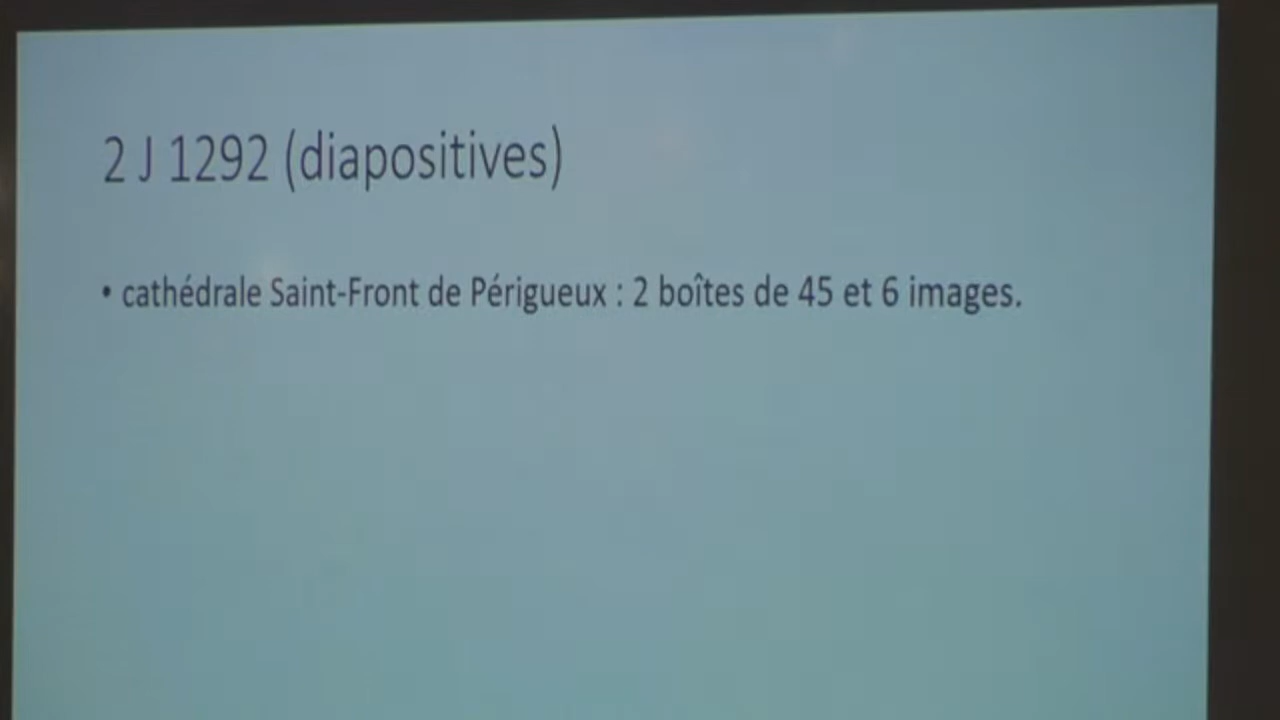 2 J 1292 (diapositives)
• cathédrale Saint-Front de Périgueux : 2 boîtes de 45 et 6 images.